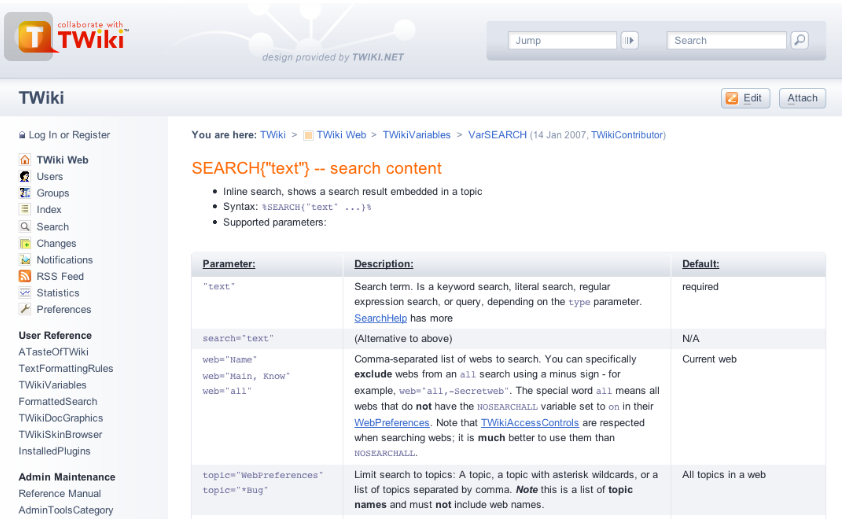 collaborate with
TWiki™
design provided by TWIKI.NET
Jump
Search
TWiki
Edit
Attach
Log In or Register
TWiki Web
Users
Groups
Index
Search
Changes
Notifications
RSS Feed
Statistics
Preferences
User Reference
ATasteOfTWiki
TextFormattingRules
TWikiVariables
FormattedSearch
TWikiDocGraphics
TWikiSkinBrowser
InstalledPlugins
Admin Maintenance
Reference Manual
AdminToolsCategory
You are here: TWiki > TWiki Web > TWikiVariables > VarSEARCH (14 Jan 2007, TWikiContributor)
SEARCH{"text"} -- search content
• Inline search, shows a search result embedded in a topic
• Syntax: %SEARCH{"text" ...}%
• Supported parameters:
Parameter: Description: Default:
"text" Search term. Is a keyword search, literal search, regular required
expression search, or query, depending on the type parameter.
SearchHelp has more
search="text" (Alternative to above) N/A
web="Name" Comma-separated list of webs to search. You can specifically Current web
web="Main, Know" exclude webs from an all search using a minus sign - for
web="all" example, web="all,-Secretweb". The special word all means all
webs that do not have the NOSEARCHALL variable set to on in their
WebPreferences. Note that TWikiAccessControls are respected
when searching webs; it is much better to use them than
NOSEARCHALL.
topic="WebPreferences" Limit search to topics: A topic, a topic with asterisk wildcards, or a All topics in a web
topic="*Bug" list of topics separated by comma. Note this is a list of topic
names and must not include web names.